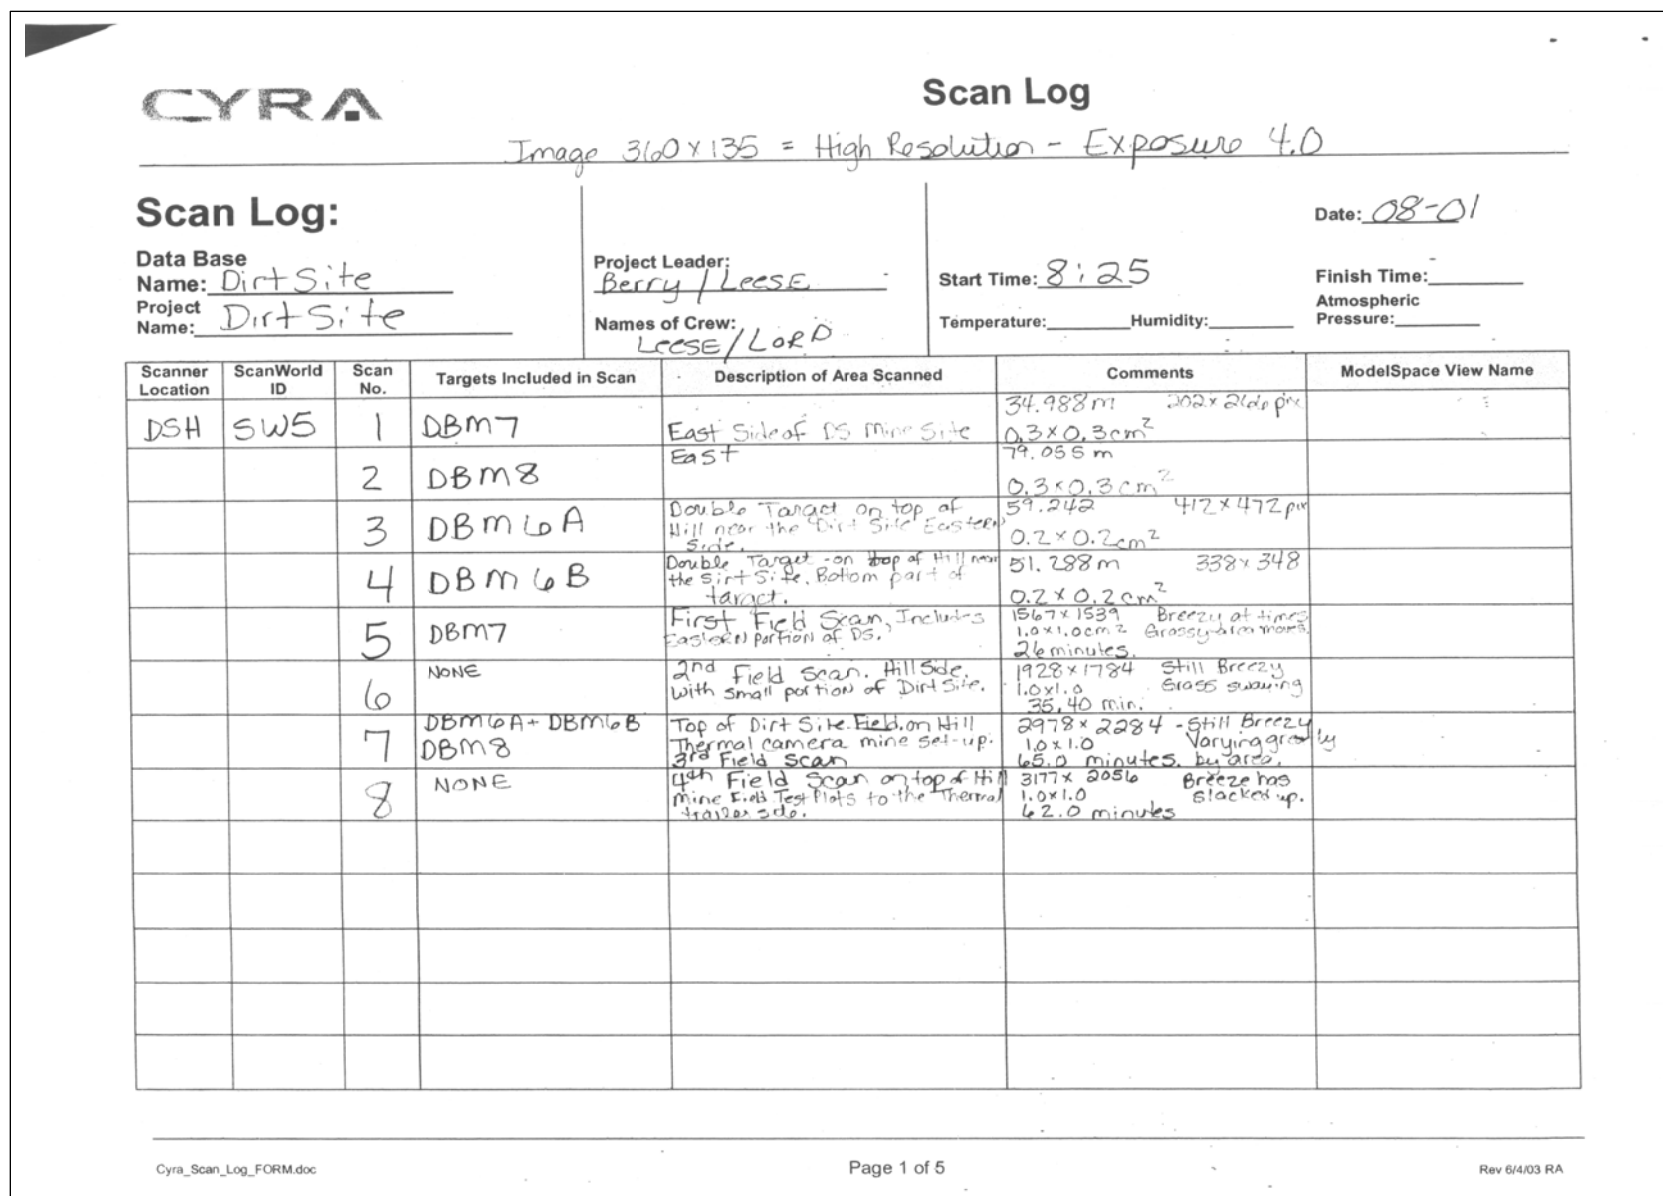 CYRA
Scan Log
Image 360 x 135 = High Resolution - Exposure 4.0
Scan Log:
Date: 08-01
Data Base
Name: Dirt Site
Project Leader:
Berry / Leese
Start Time: 8:25
Finish Time:
Project
Name: Dirt Site
Names of Crew:
Leese / Lord
Temperature: Humidity:
Atmospheric
Pressure:
Scanner Location ScanWorld ID Scan No. Targets Included in Scan Description of Area Scanned Comments ModelSpace View Name
DSH SW5 1 DBM7 East Side of DS Mine Site
34.988m 202 x 266 pix
0.3 x 0.3 cm²
2 DBM8 East
79.055 m
0.3 x 0.3 cm²
3 DBM6A
Double Taract on top of
Hill near the Dirt Site Eastern
Side.
59.242 412 x 472 pix
0.2 x 0.2 cm²
4 DBM6B
Double Target - on top of Hill near
the Sirt Site. Bottom part of
taract.
51.288 m 338 x 348
0.2 x 0.2 cm²
5 DBM7
First Field Scan, Includes
Eastern portion of DS.
1567 x 1539 Breezy at times
1.0 x 1.0 cm² Grassy area moves.
26 minutes.
6 NONE
2nd Field Scan. Hill Side.
with small portion of Dirt Site.
1928 x 1784 Still Breezy
1.0 x 1.0 Grass swaying
35.40 min.
7 DBM6A + DBM6B
DBM8
Top of Dirt Site Field, on Hill
Thermal camera mine set-up.
3rd Field Scan
2978 x 2284 - Still Breezy
1.0 x 1.0 Varying greatly
65.0 minutes. by area.
8 NONE
4th Field Scan on top of Hill
Mine Field Test Plots to the Thermal
trailer side.
3177 x 2056 Breeze has
1.0 x 1.0 slacked up.
62.0 minutes
Cyra_Scan_Log_FORM.doc
Page 1 of 5
Rev 6/4/03 RA